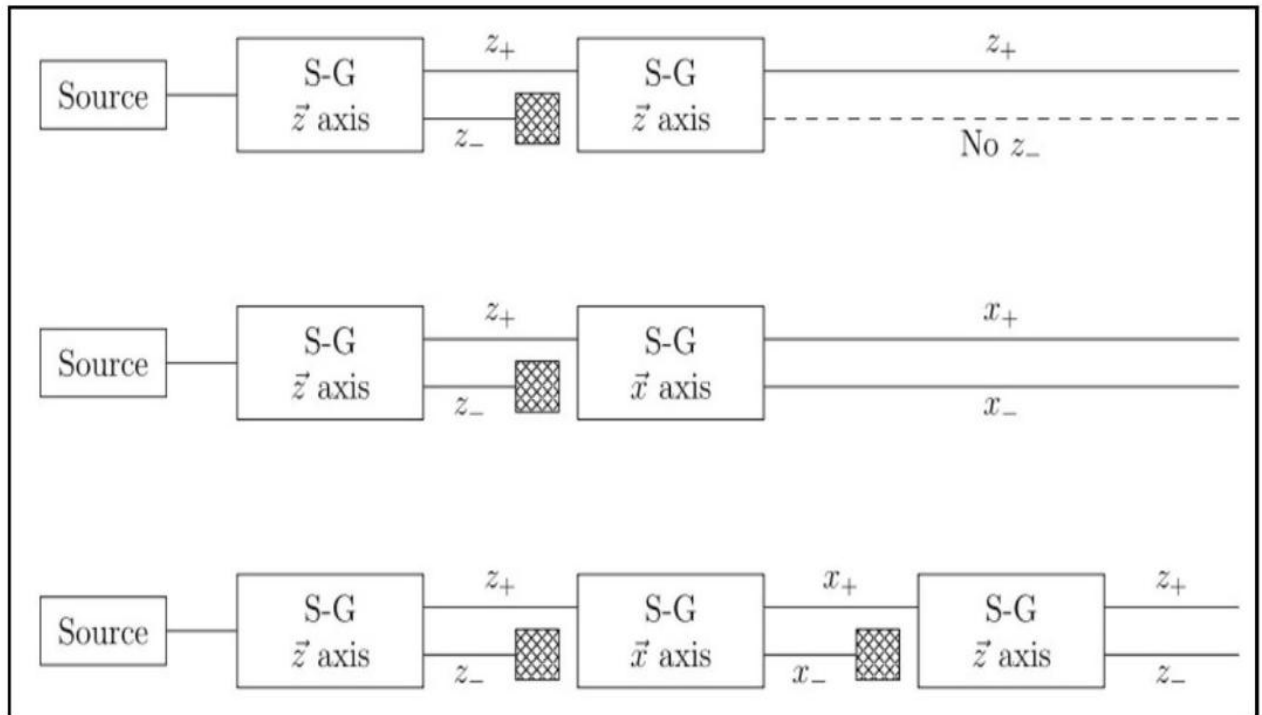 z₊ z₊
Source S-G S-G
z⃗ axis z⃗ axis
z₋ No z₋
z₊ x₊
Source S-G S-G
z⃗ axis x⃗ axis
z₋ x₋
z₊ x₊ z₊
Source S-G S-G S-G
z⃗ axis x⃗ axis z⃗ axis
z₋ x₋ z₋